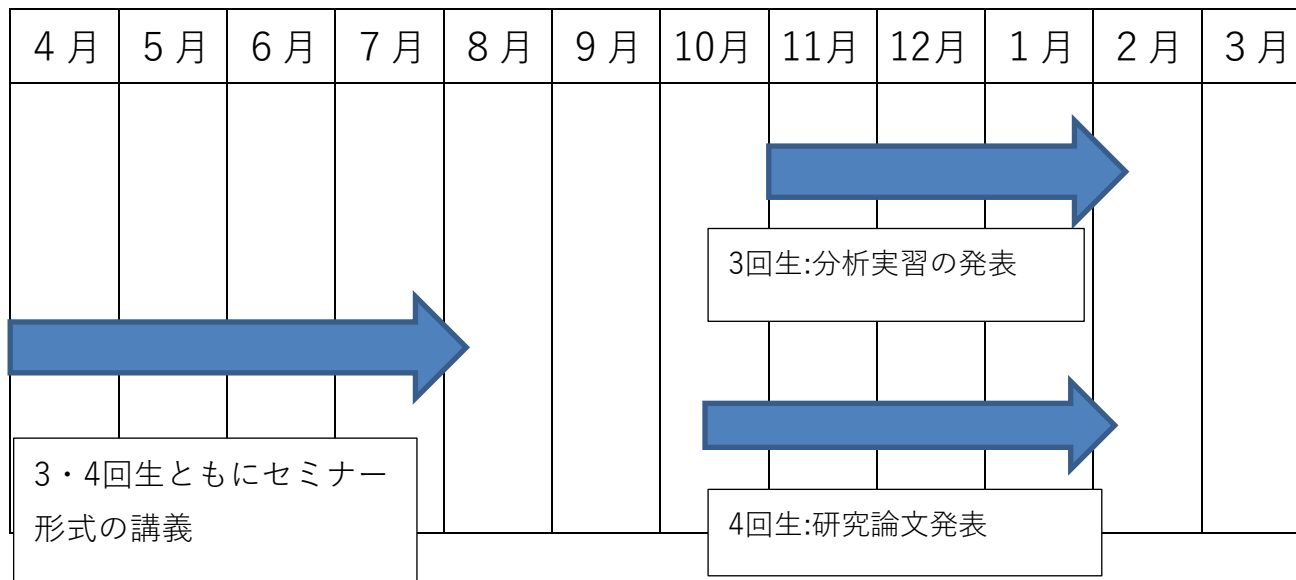 4月 5月 6月 7月 8月 9月 10月 11月 12月 1月 2月 3月
3回生:分析実習の発表
3・4回生ともにセミナー
形式の講義
4回生:研究論文発表